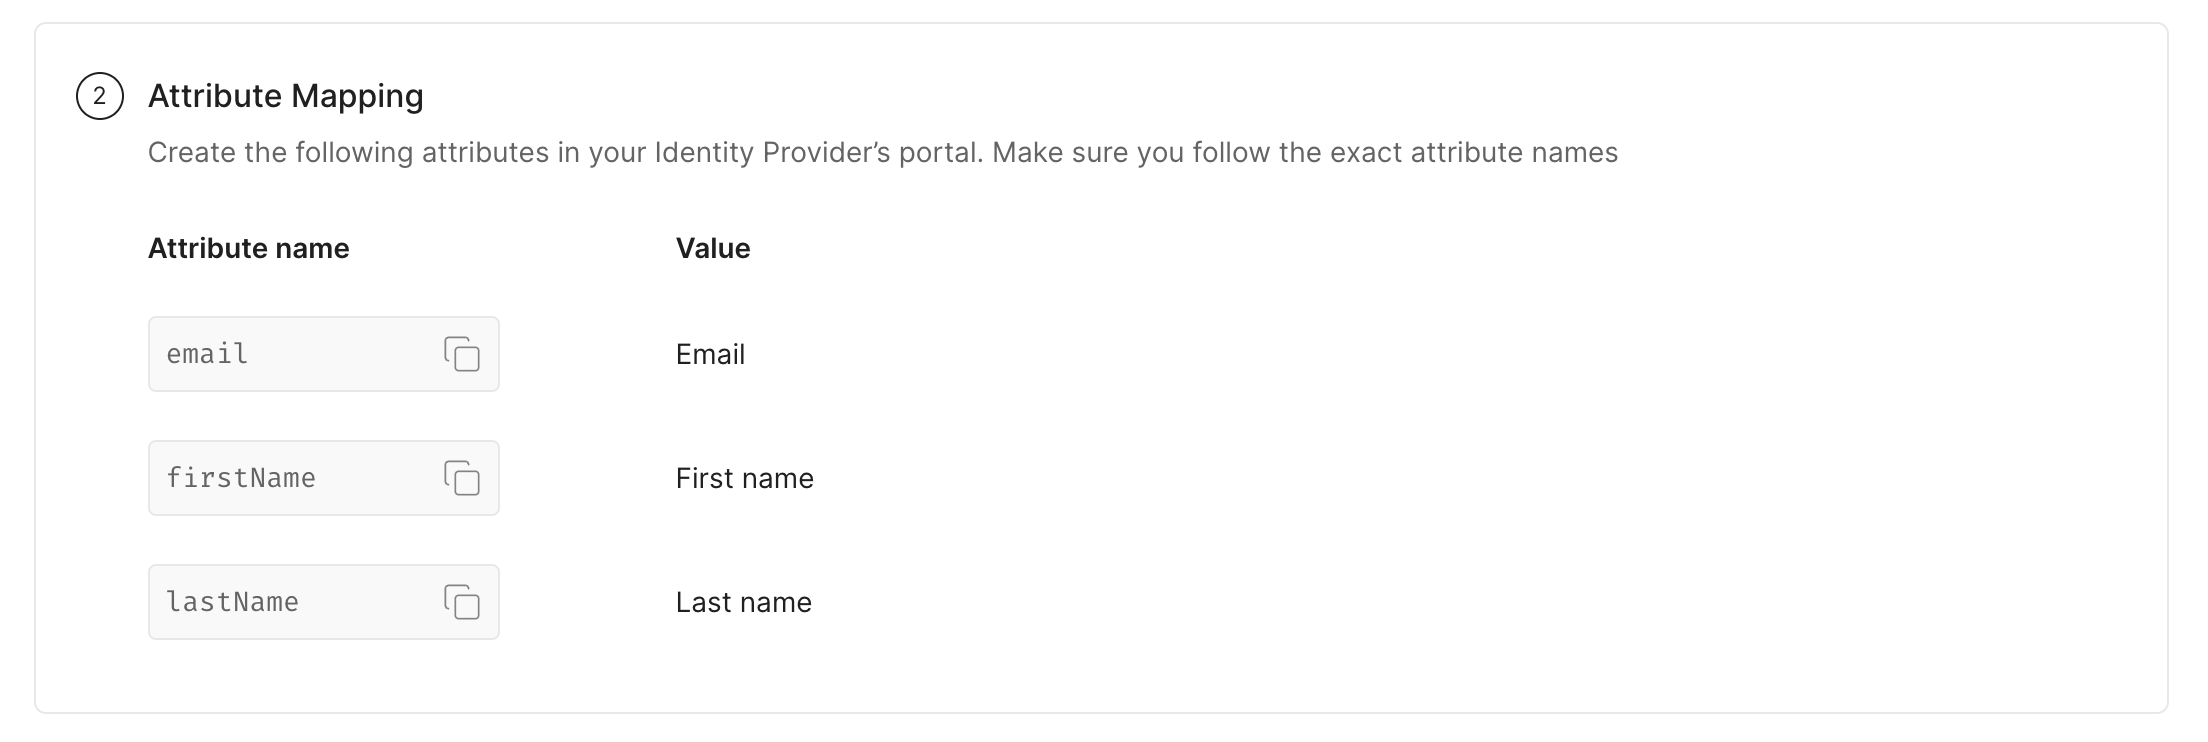 2 Attribute Mapping
Create the following attributes in your Identity Provider’s portal. Make sure you follow the exact attribute names
Attribute name Value
email Email
firstName First name
lastName Last name